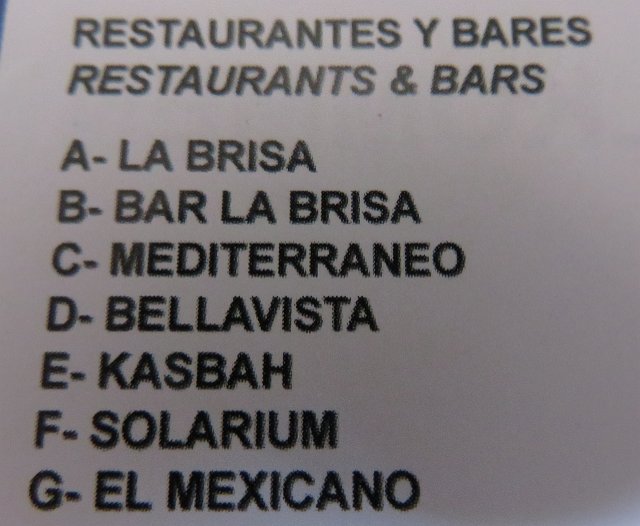 RESTAURANTES Y BARES
RESTAURANTS & BARS
A- LA BRISA
B- BAR LA BRISA
C- MEDITERRANEO
D- BELLAVISTA
E- KASBAH
F- SOLARIUM
G- EL MEXICANO